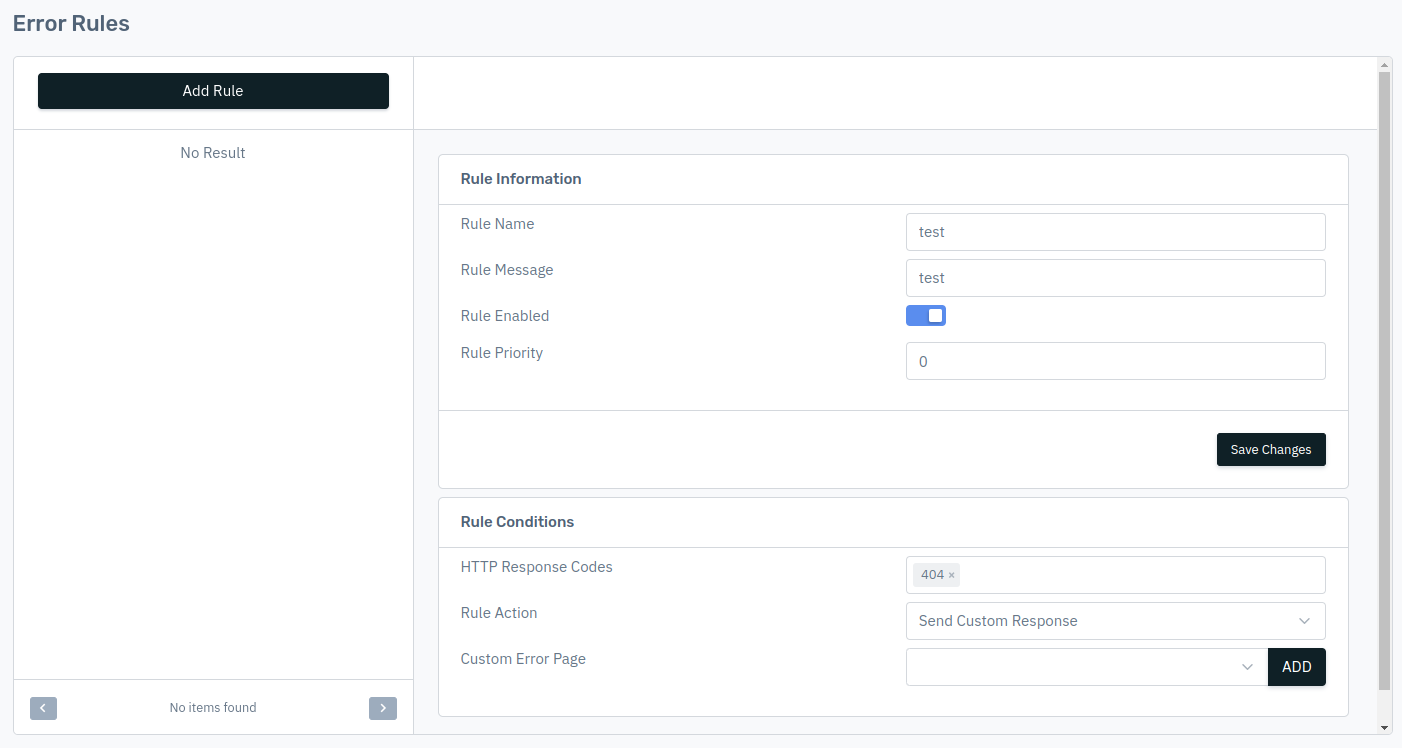 Error Rules
Add Rule
No Result
No items found
Rule Information
Rule Name
test
Rule Message
test
Rule Enabled
Rule Priority
0
Save Changes
Rule Conditions
HTTP Response Codes
404 ×
Rule Action
Send Custom Response
Custom Error Page
ADD